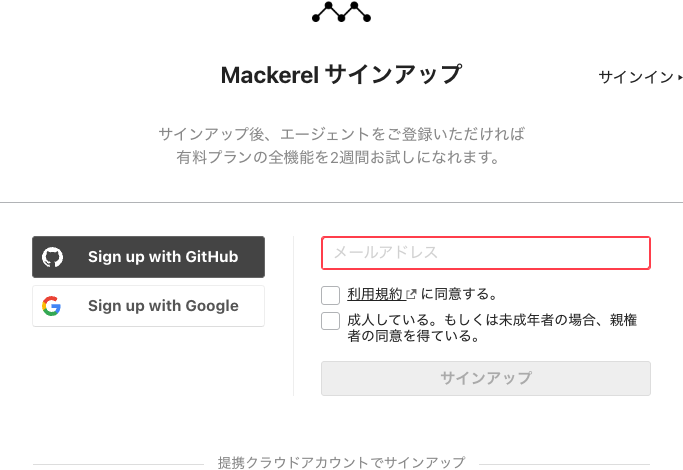 Mackerel サインアップ
サインイン
サインアップ後、エージェントをご登録いただければ
有料プランの全機能を2週間お試しになれます。
Sign up with GitHub
Sign up with Google
メールアドレス
利用規約 に同意する。
成人している。もしくは未成年者の場合、親権
者の同意を得ている。
サインアップ
提携クラウドアカウントでサインアップ